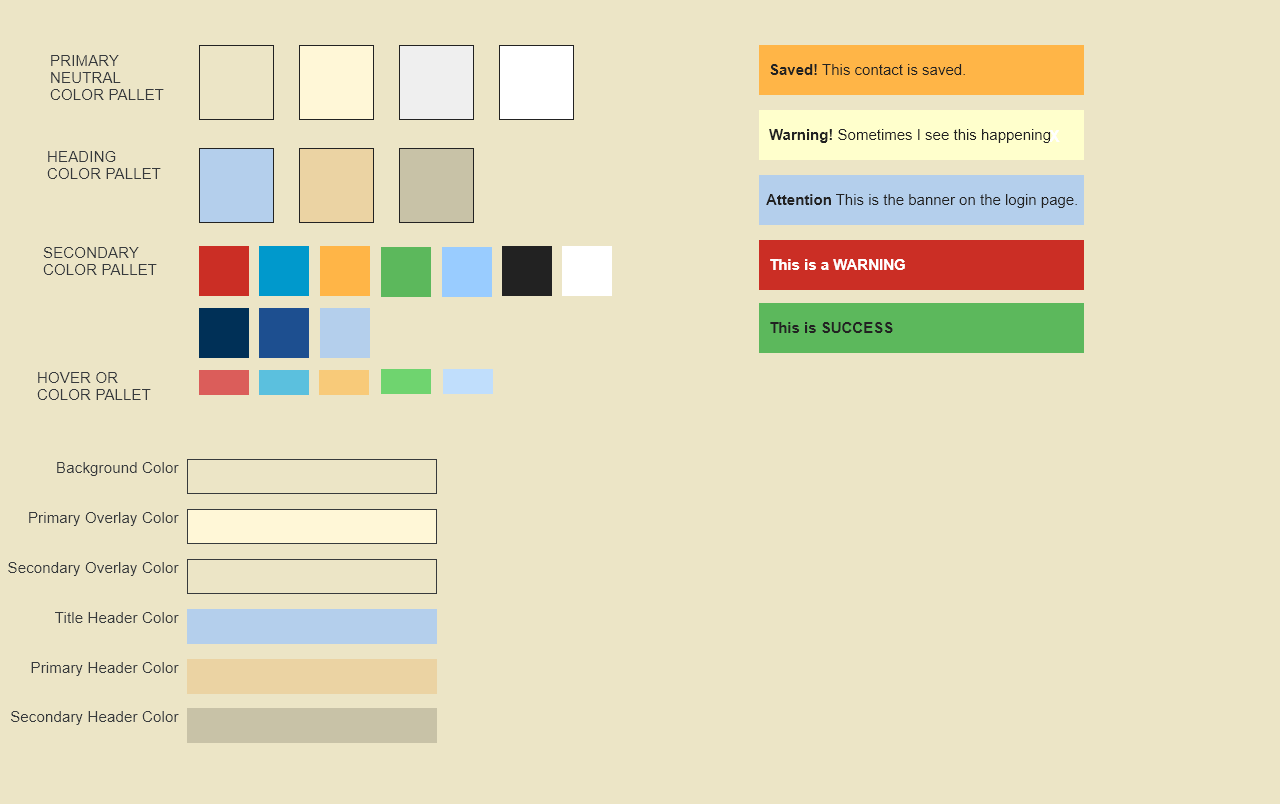 PRIMARY
NEUTRAL
COLOR PALLET
HEADING
COLOR PALLET
SECONDARY
COLOR PALLET
HOVER OR
COLOR PALLET
Background Color
Primary Overlay Color
Secondary Overlay Color
Title Header Color
Primary Header Color
Secondary Header Color
Saved! This contact is saved.
Warning! Sometimes I see this happening
Attention This is the banner on the login page.
This is a WARNING
This is SUCCESS